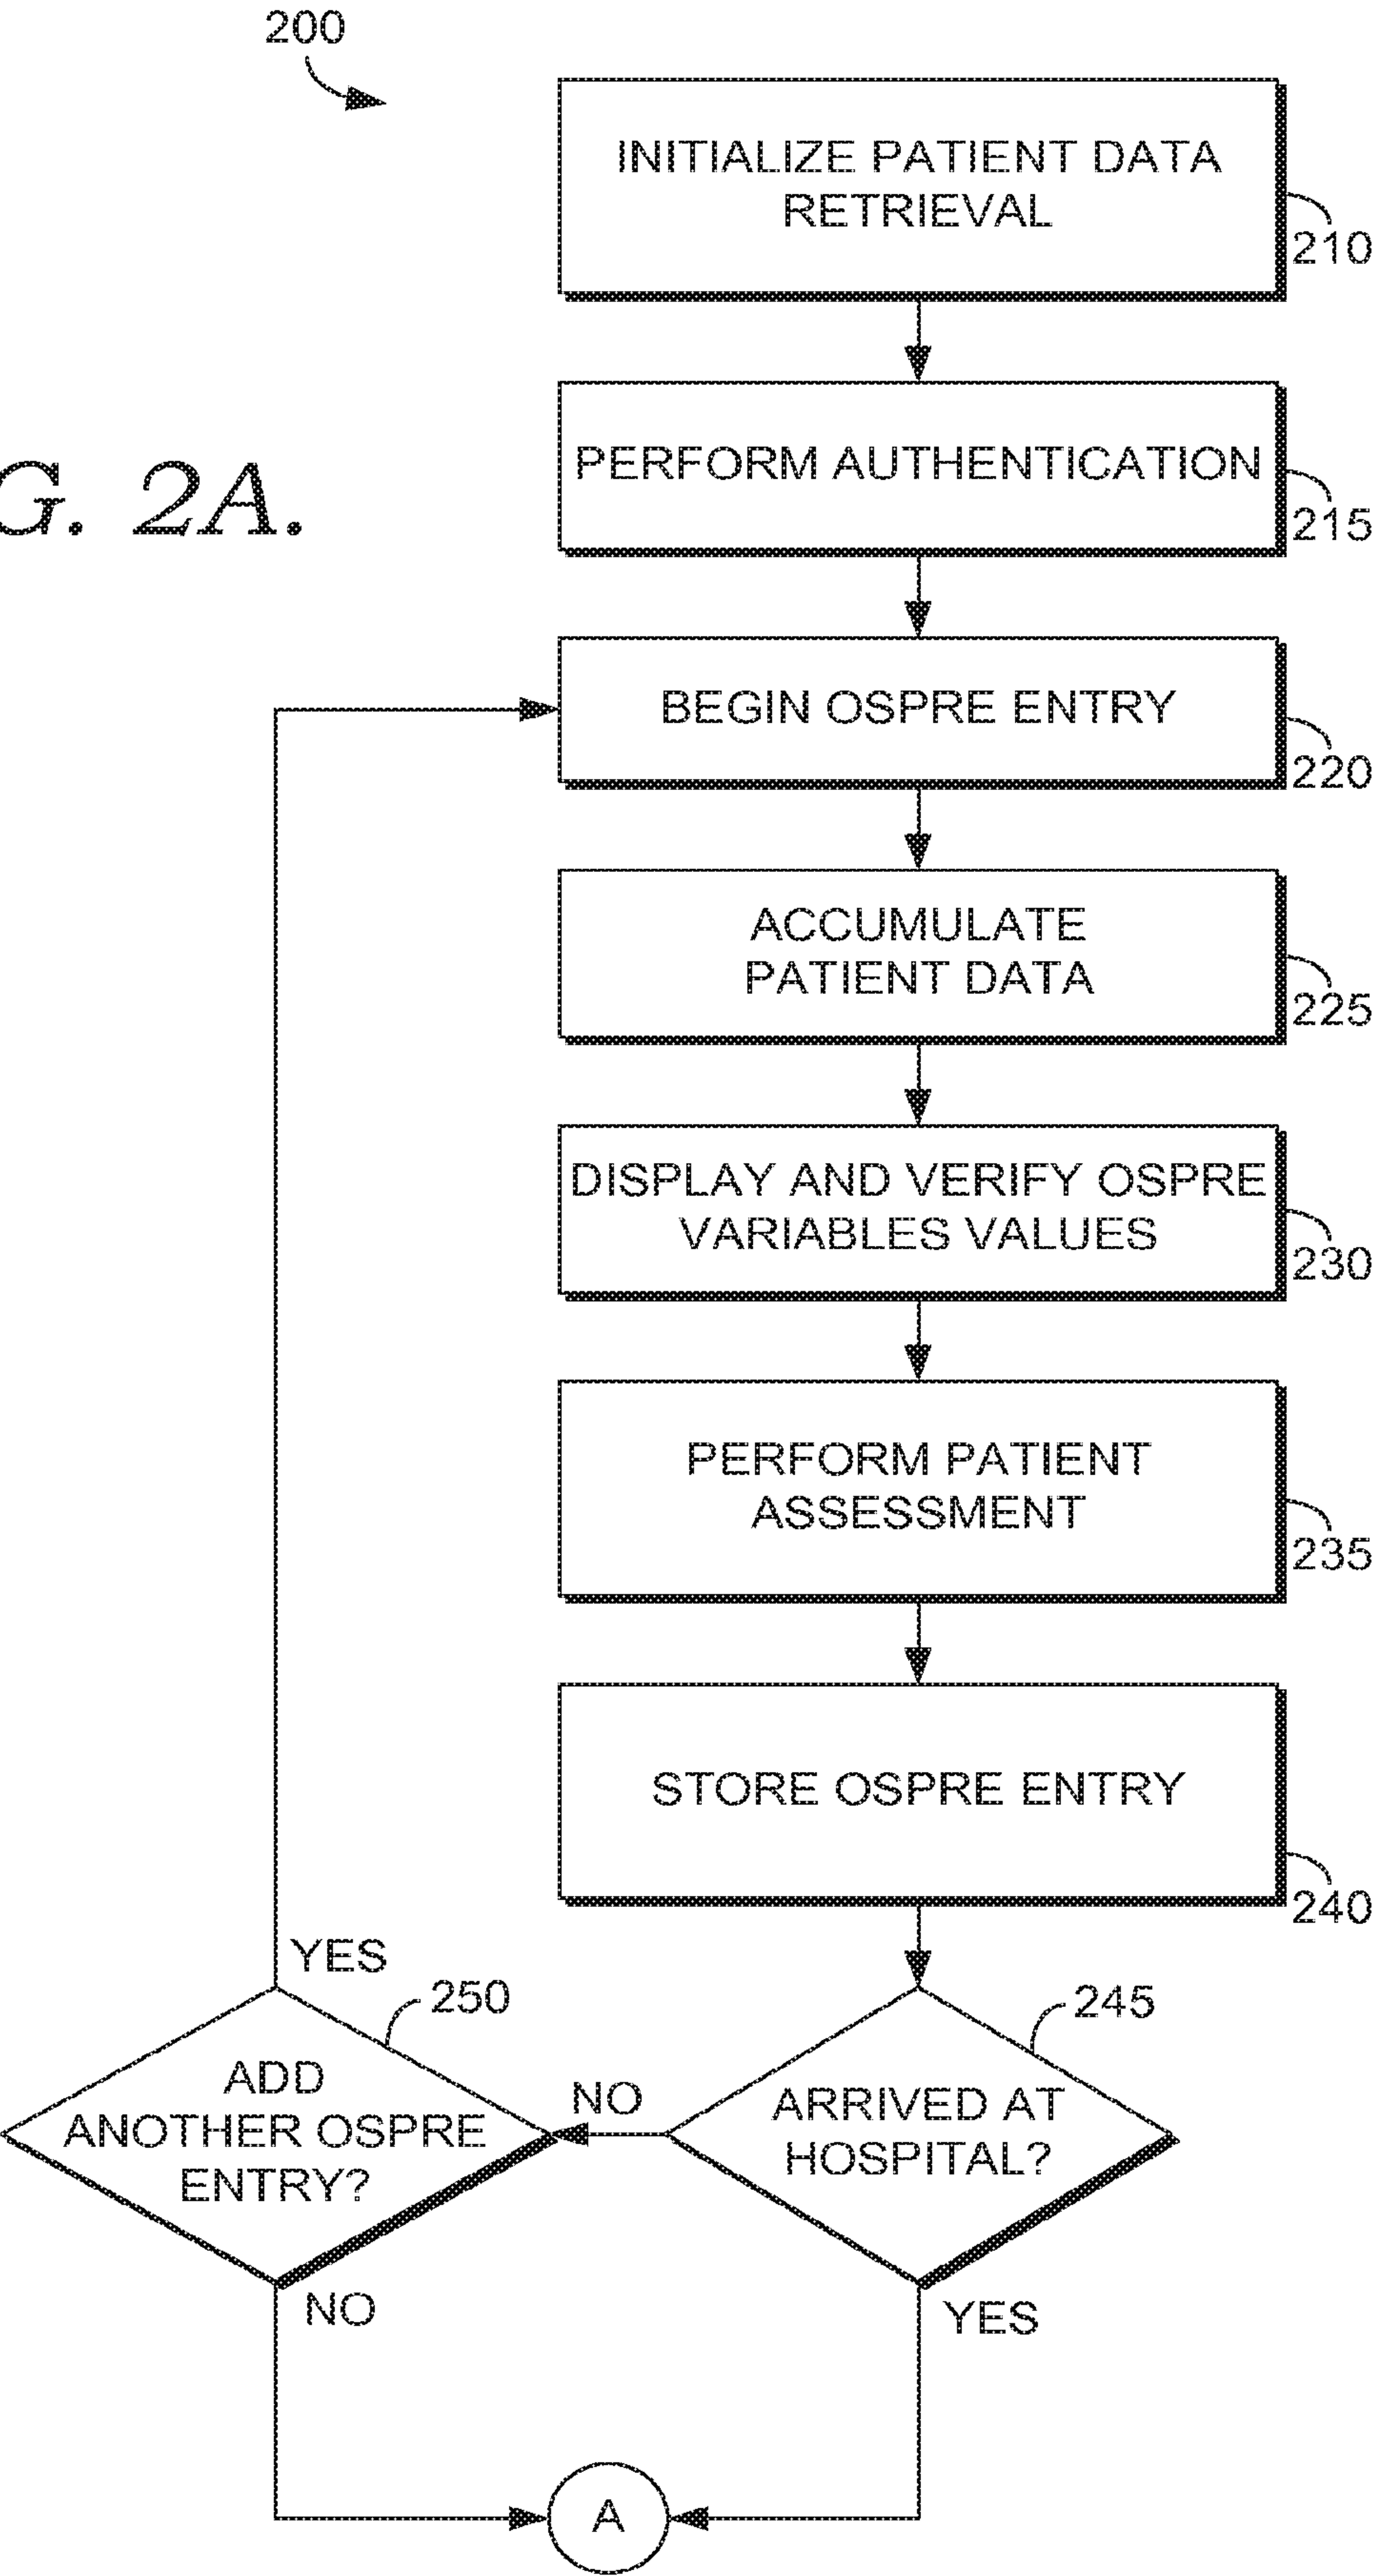 200
INITIALIZE PATIENT DATA
RETRIEVAL
210
PERFORM AUTHENTICATION
215
G. 2A.
BEGIN OSPRE ENTRY
220
ACCUMULATE
PATIENT DATA
225
DISPLAY AND VERIFY OSPRE
VARIABLES VALUES
230
PERFORM PATIENT
ASSESSMENT
235
STORE OSPRE ENTRY
240
YES
250
245
ADD
ANOTHER OSPRE
ENTRY?
NO
ARRIVED AT
HOSPITAL?
NO
YES
A